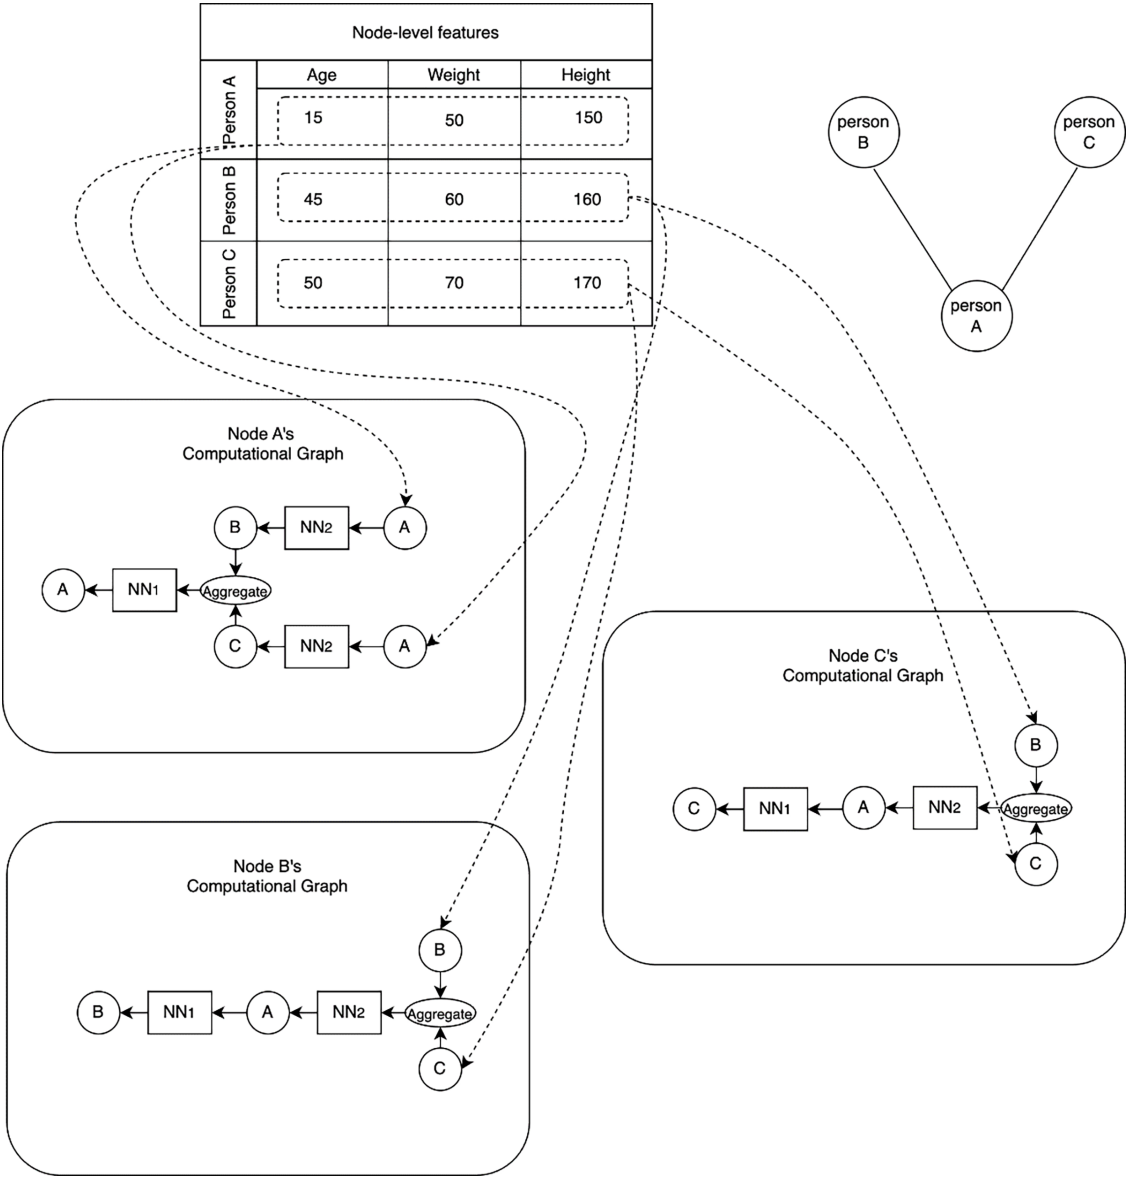 Node-level features
Age Weight Height
Person A 15 50 150
Person B 45 60 160
Person C 50 70 170
person
B
person
C
person
A
Node A's
Computational Graph
B NN2 A
A NN1 Aggregate
C NN2 A
Node C's
Computational Graph
B
C NN1 A NN2 Aggregate
C
Node B's
Computational Graph
B
B NN1 A NN2 Aggregate
C